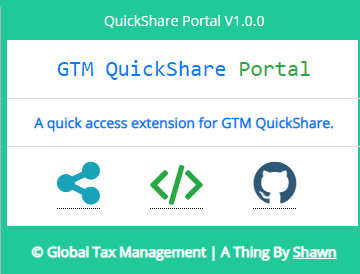 QuickShare Portal V1.0.0
GTM QuickShare Portal
A quick access extension for GTM QuickShare.
© Global Tax Management | A Thing By Shawn